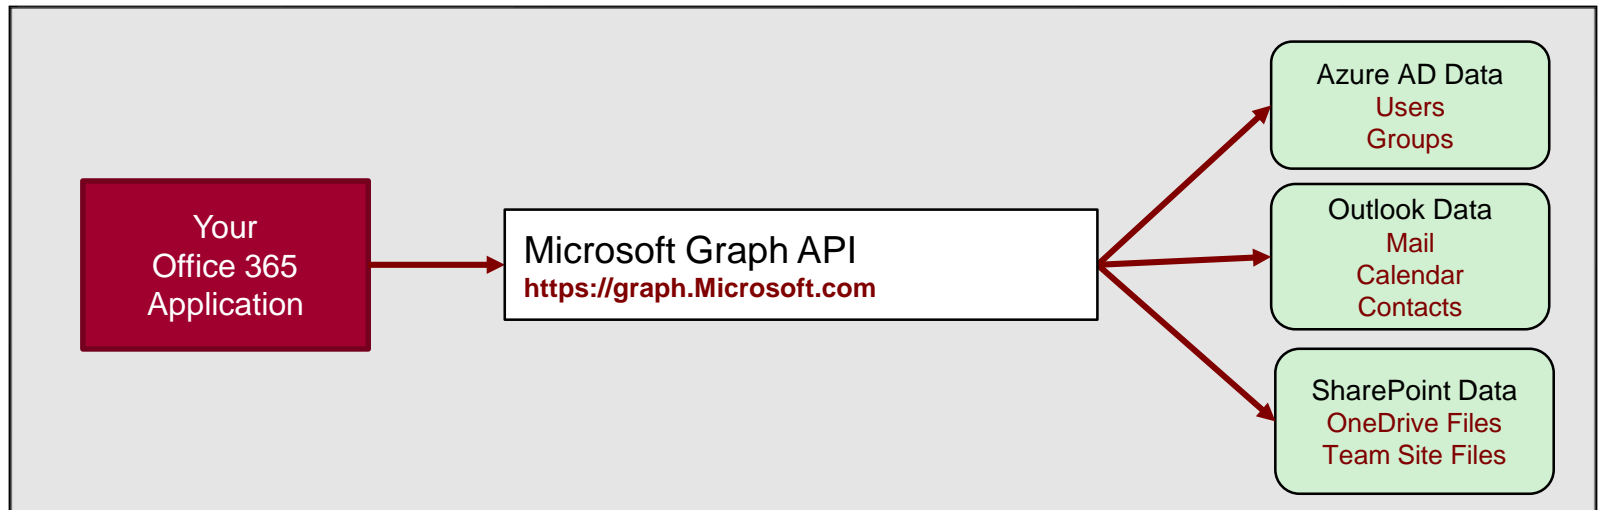 Your
Office 365
Application
Microsoft Graph API
https://graph.Microsoft.com
Azure AD Data
Users
Groups
Outlook Data
Mail
Calendar
Contacts
SharePoint Data
OneDrive Files
Team Site Files